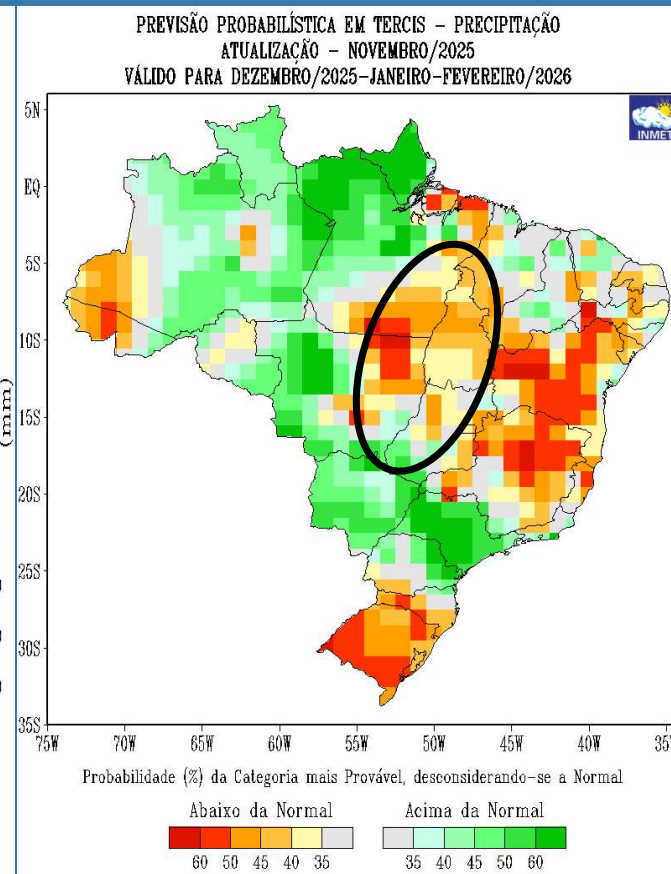 PREVISÃO PROBABILÍSTICA EM TERCIS – PRECIPITAÇÃO
ATUALIZAÇÃO – NOVEMBRO/2025
VÁLIDO PARA DEZEMBRO/2025–JANEIRO–FEVEREIRO/2026
INMET
5N
EQ
5S
10S
15S
20S
25S
30S
35S
(mm)
75W 70W 65W 60W 55W 50W 45W 40W 35
Probabilidade (%) da Categoria mais Provável, desconsiderando–se a Normal
Abaixo da Normal Acima da Normal
60 50 45 40 35 35 40 45 50 60